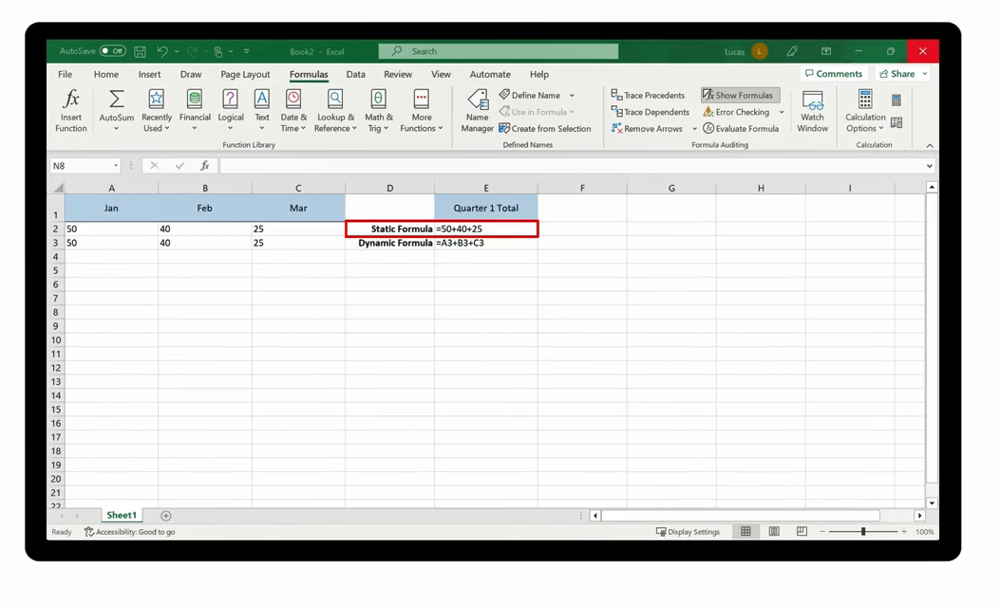 AutoSave Off Book2 - Excel Search Lucas L
File Home Insert Draw Page Layout Formulas Data Review View Automate Help Comments Share
Insert Function AutoSum Recently Used Financial Logical Text Date & Time Lookup & Reference Math & Trig More Functions
Function Library
Name Manager Define Name
Use in Formula
Create from Selection
Defined Names
Trace Precedents Show Formulas
Trace Dependents Error Checking
Remove Arrows Evaluate Formula
Formula Auditing
Watch Window
Calculation Options
Calculation
N8 fx
A B C D E F G H I
1 Jan Feb Mar Quarter 1 Total
2 50 40 25 Static Formula =50+40+25
3 50 40 25 Dynamic Formula =A3+B3+C3
4
5
6
7
8
9
10
11
12
13
14
15
16
17
18
19
20
21
22
Sheet1
Ready Accessibility: Good to go Display Settings 100%